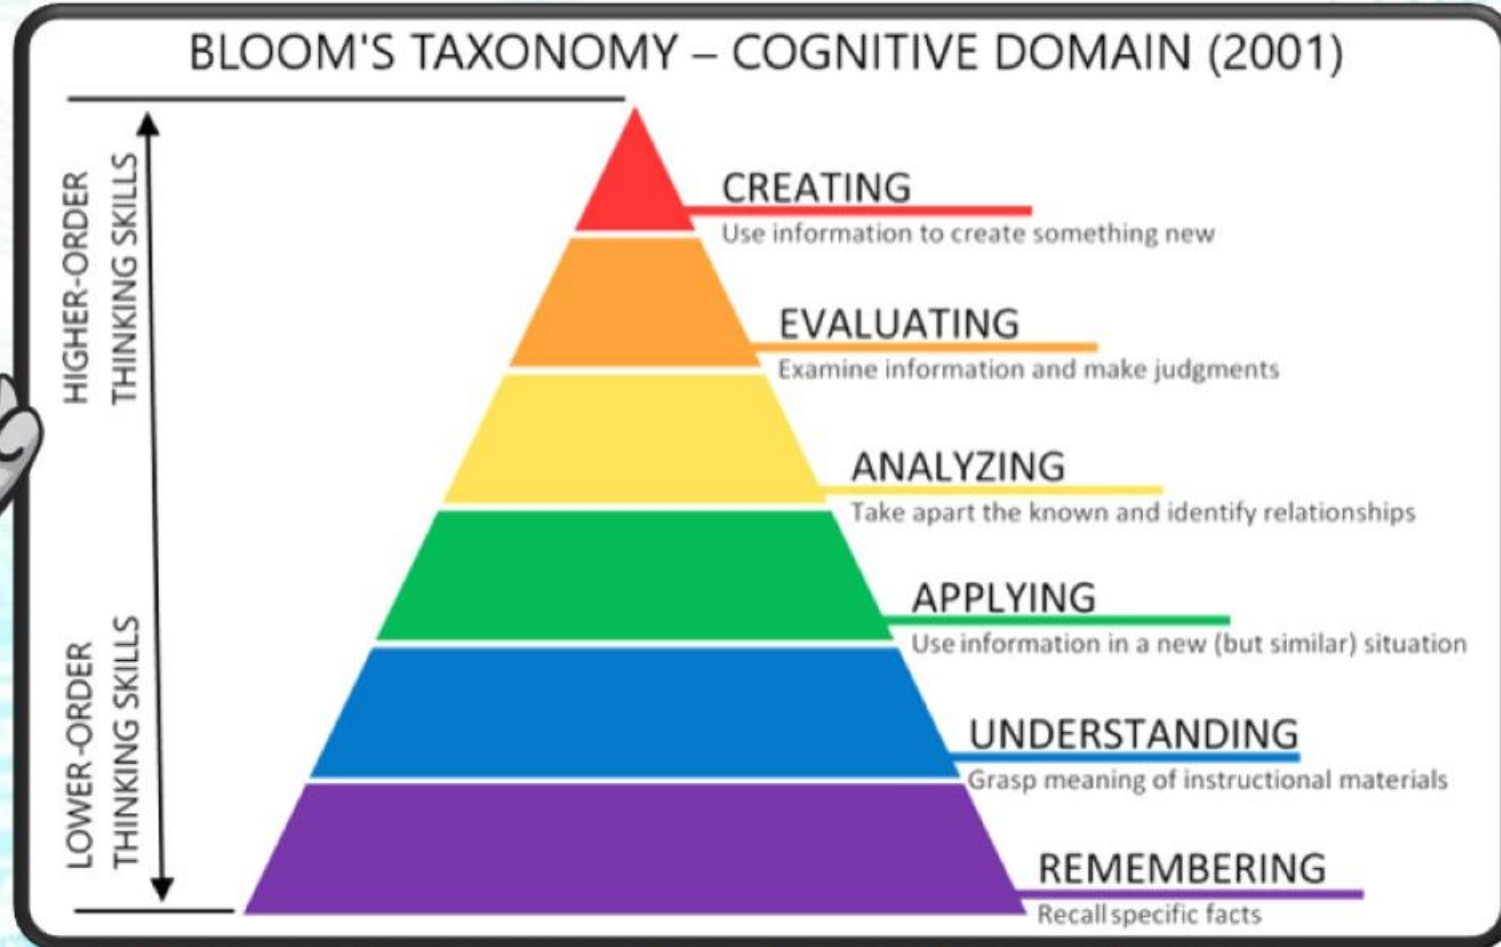 BLOOM'S TAXONOMY – COGNITIVE DOMAIN (2001)
HIGHER-ORDER
THINKING SKILLS
LOWER-ORDER
THINKING SKILLS
CREATING
Use information to create something new
EVALUATING
Examine information and make judgments
ANALYZING
Take apart the known and identify relationships
APPLYING
Use information in a new (but similar) situation
UNDERSTANDING
Grasp meaning of instructional materials
REMEMBERING
Recall specific facts